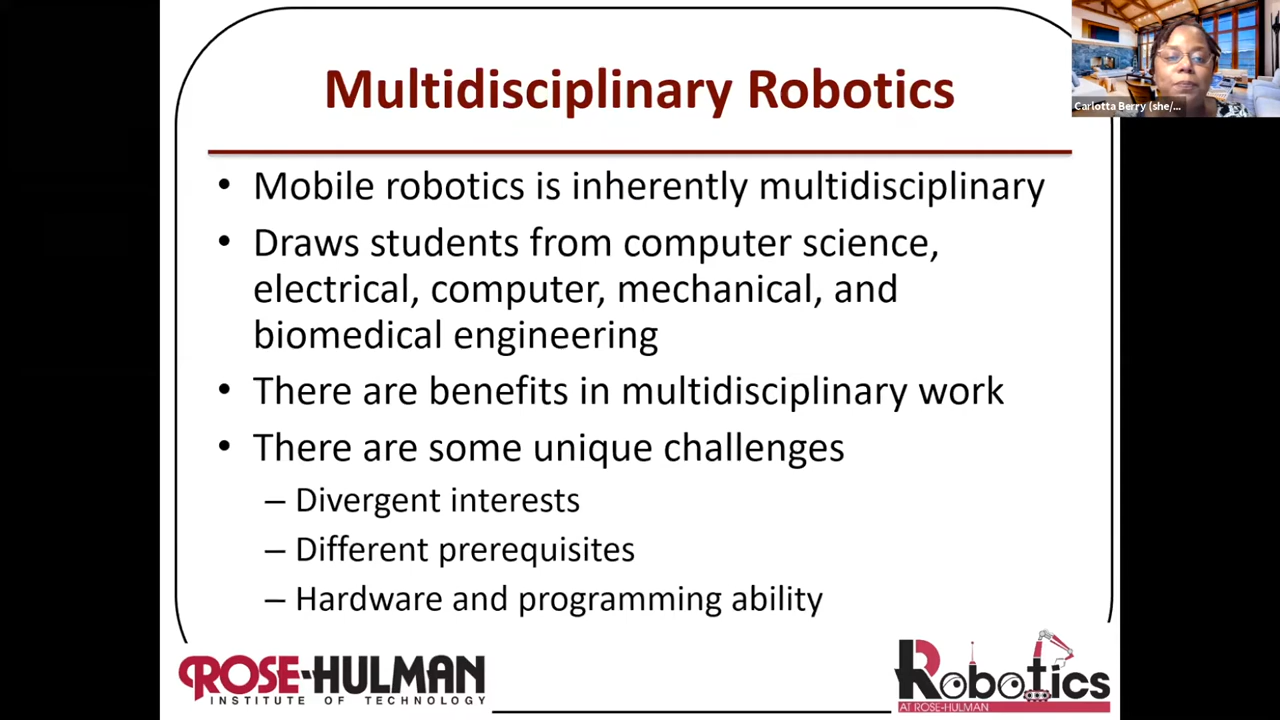 Multidisciplinary Robotics
Carlotta Berry (she/...
• Mobile robotics is inherently multidisciplinary
• Draws students from computer science,
electrical, computer, mechanical, and
biomedical engineering
• There are benefits in multidisciplinary work
• There are some unique challenges
– Divergent interests
– Different prerequisites
– Hardware and programming ability
ROSE-HULMAN
INSTITUTE OF TECHNOLOGY
Robotics
AT ROSE-HULMAN